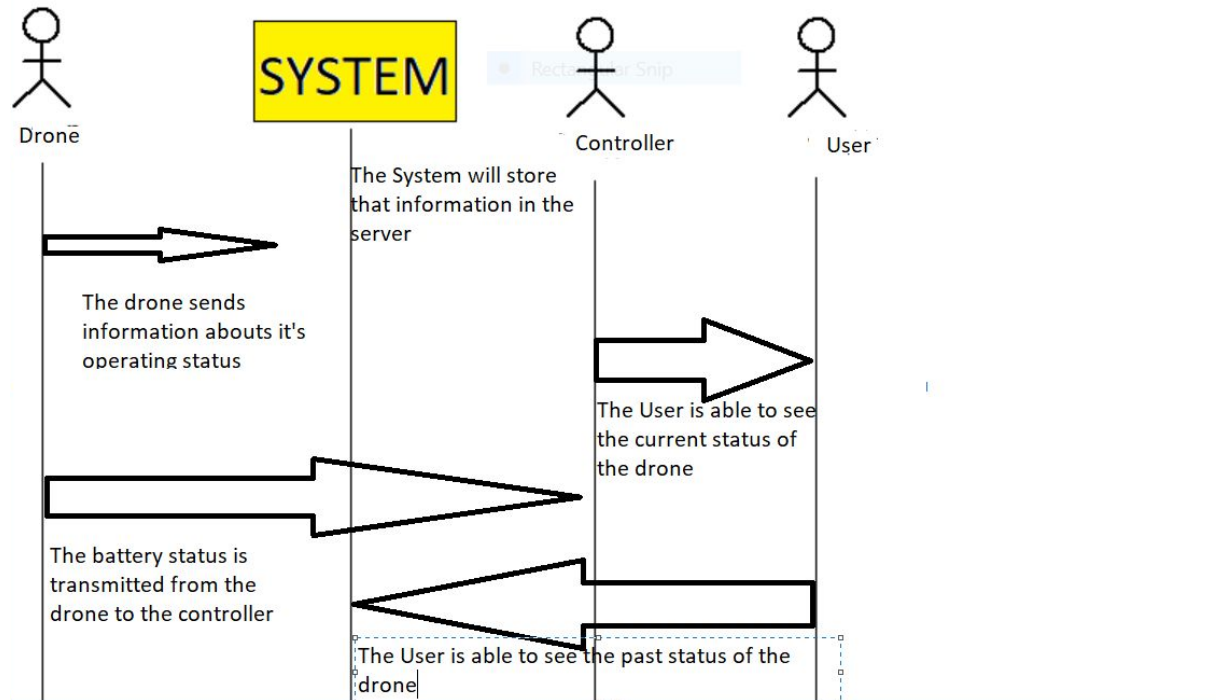 SYSTEM
Rectangular Snip
Drone
Controller
User
The System will store
that information in the
server
The drone sends
information abouts it's
operating status
The User is able to see
the current status of
the drone
The battery status is
transmitted from the
drone to the controller
The User is able to see the past status of the
drone